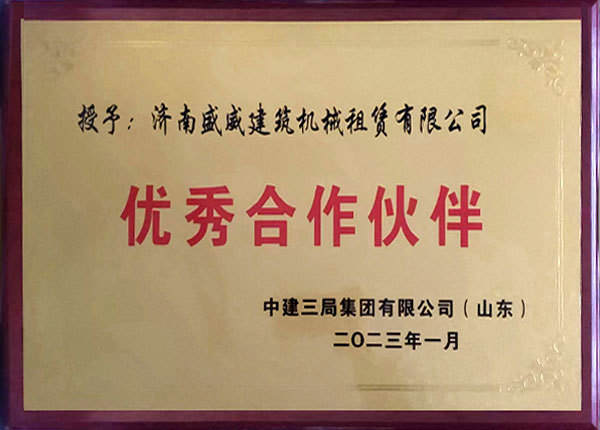 授予：济南盛威建筑机械租赁有限公司
优秀合作伙伴
中建三局集团有限公司（山东）
二〇二三年一月